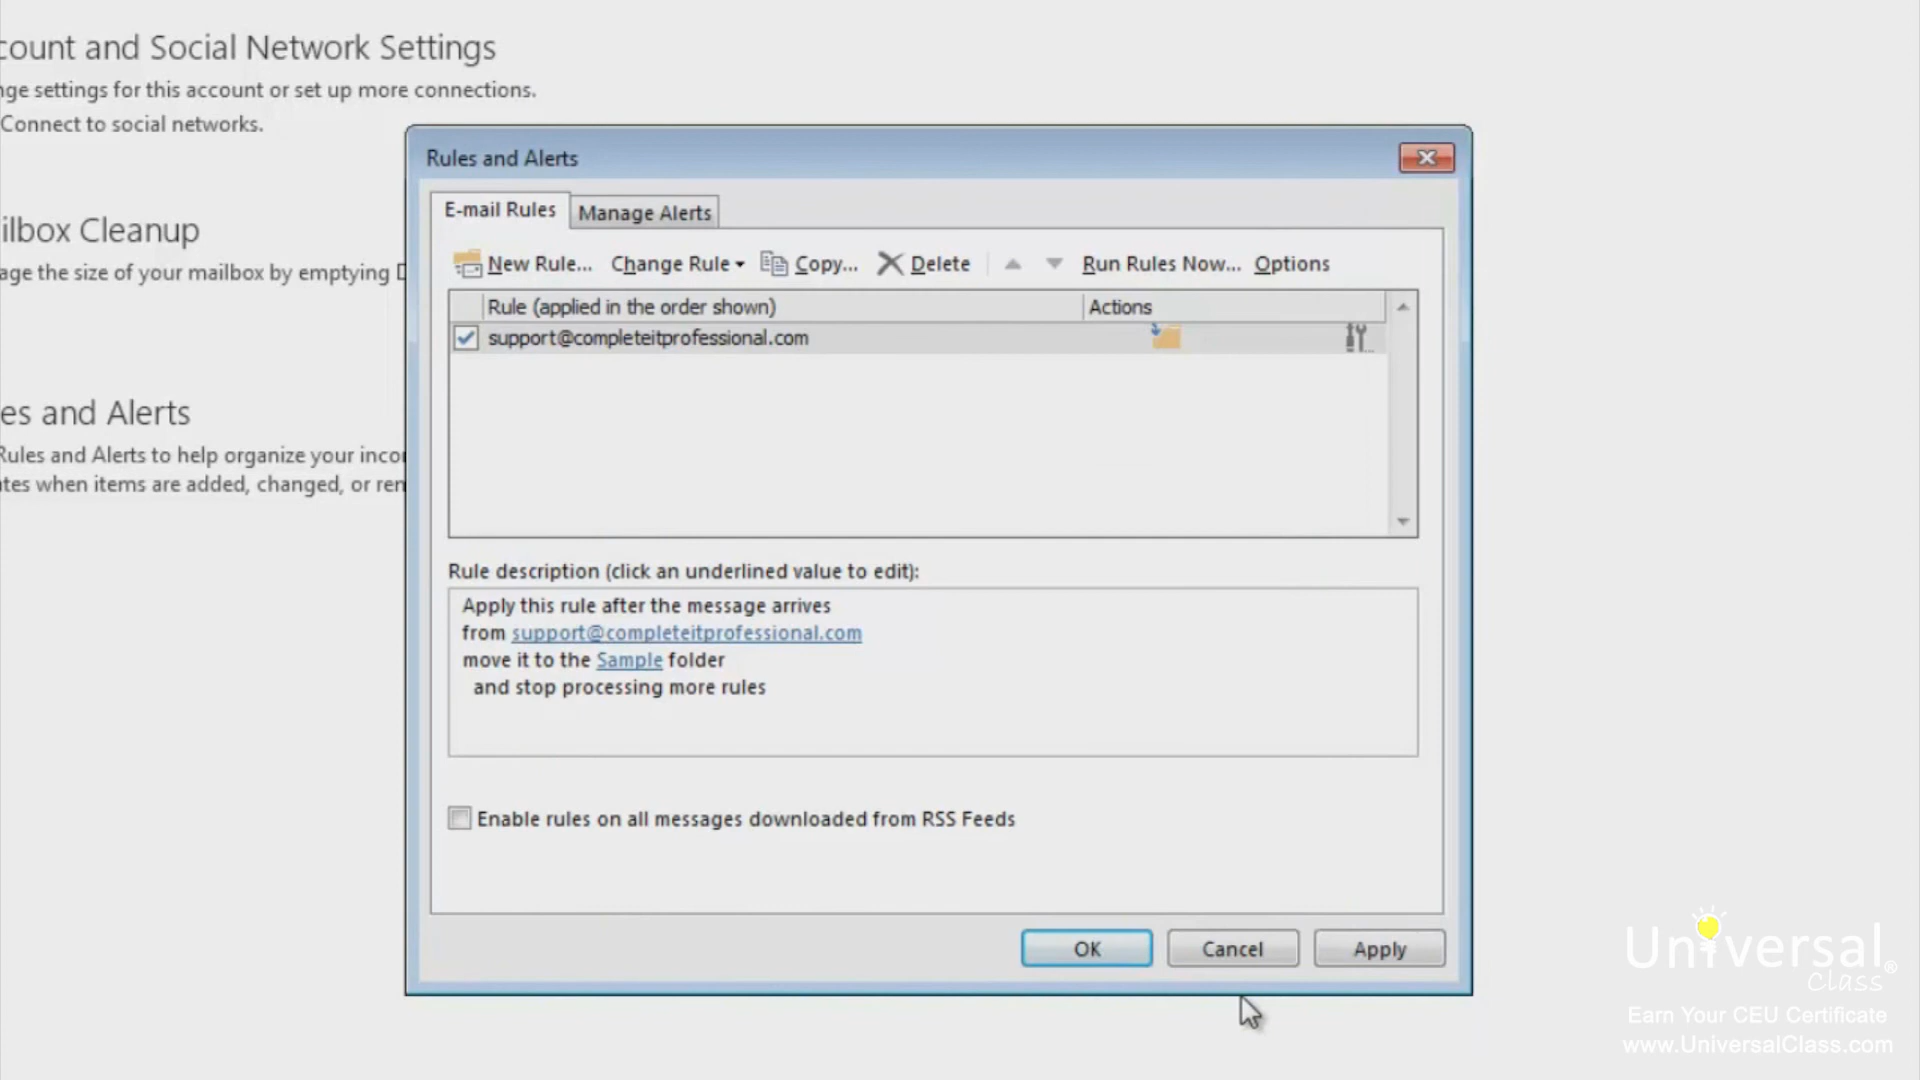 count and Social Network Settings
nge settings for this account or set up more connections.
Connect to social networks.
ilbox Cleanup
age the size of your mailbox by emptying
es and Alerts
Rules and Alerts to help organize your inco
tes when items are added, changed, or ren
Rules and Alerts
E-mail Rules Manage Alerts
New Rule... Change Rule Copy... Delete Run Rules Now... Options
Rule (applied in the order shown) Actions
support@completeitprofessional.com
Rule description (click an underlined value to edit):
Apply this rule after the message arrives
from support@completeitprofessional.com
move it to the Sample folder
and stop processing more rules
Enable rules on all messages downloaded from RSS Feeds
OK Cancel Apply
Universal
Class®
Earn Your CEU Certificate
www.UniversalClass.com